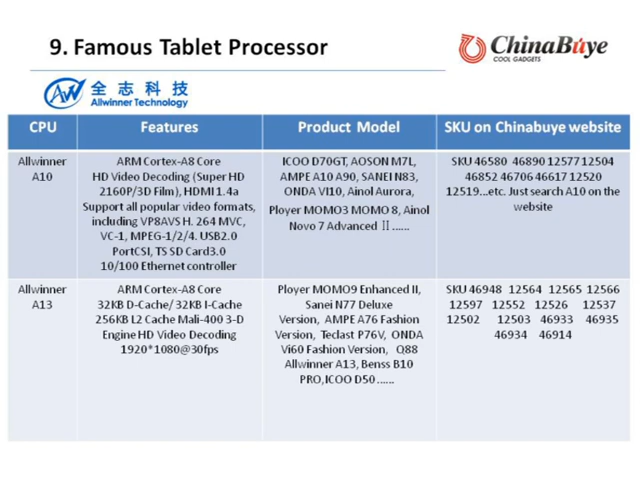 9. Famous Tablet Processor
ChinaBuye
COOL GADGETS
全志科技
Allwinner Technology
CPU
Features
Product Model
SKU on Chinabuye website
Allwinner
A10
ARM Cortex-A8 Core
HD Video Decoding (Super HD
2160P/3D Film), HDMI 1.4a
Support all popular video formats,
including VP8AVS H. 264 MVC,
VC-1, MPEG-1/2/4. USB2.0
PortCSI, TS SD Card3.0
10/100 Ethernet controller
ICOO D70GT, AOSON M7L,
AMPE A10 A90, SANEI N83,
ONDA VI10, Ainol Aurora,
Ployer MOMO3 MOMO 8, Ainol
Novo 7 Advanced Ⅱ ......
SKU 46580 46890 12577 12504
46852 46706 46617 12520
12519...etc. Just search A10 on the
website
Allwinner
A13
ARM Cortex-A8 Core
32KB D-Cache/ 32KB I-Cache
256KB L2 Cache Mali-400 3-D
Engine HD Video Decoding
1920*1080@30fps
Ployer MOMO9 Enhanced II,
Sanei N77 Deluxe
Version, AMPE A76 Fashion
Version, Teclast P76V, ONDA
Vi60 Fashion Version, Q88
Allwinner A13, Benss B10
PRO,ICOO D50 ......
SKU 46948 12564 12565 12566
12597 12552 12526 12537
12502 12503 46933 46935
46934 46914